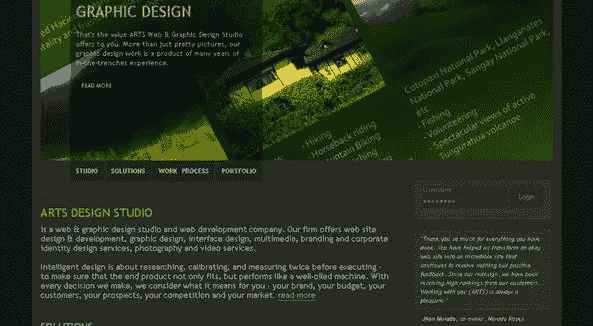 GRAPHIC DESIGN
That's the value ARTS Web & Graphic Design Studio
offers to you. More than just pretty pictures, our
graphic design work is a product of many years of
in-the-trenches experience.
READ MORE
Cotopaxi National Park, Llanganates
National Park, Sangay National Park,
etc
- Fishing
- Volunteering
- Spectacular views of active
Tungurahua volcano
- Hiking
- Horseback riding
Mountain Biking
STUDIO SOLUTIONS WORK PROCESS PORTFOLIO
Username
Login
ARTS DESIGN STUDIO
is a web & graphic design studio and web development company. Our firm offers web site
design & development, graphic design, interface design, multimedia, branding and corporate
identity design services, photography and video services.
Intelligent design is about researching, calibrating, and measuring twice before executing -
to make sure that the end product not only fits, but performs like a well-oiled machine. With
every decision we make, we consider what it means for you - your brand, your budget, your
customers, your prospects, your competition and your market. read more
"Thank you so much for everything you have
done. You have helped us transform an okay
web site into an incredible site that
continues to receive nothing but positive
feedback. Since our redesign, we have been
receiving high rankings from our customers.
Working with you (ARTS) is always a
pleasure."
SOLUTIONS